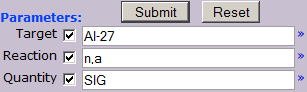 Submit Reset
Parameters:
Target Al-27 »
Reaction n,a »
Quantity SIG »